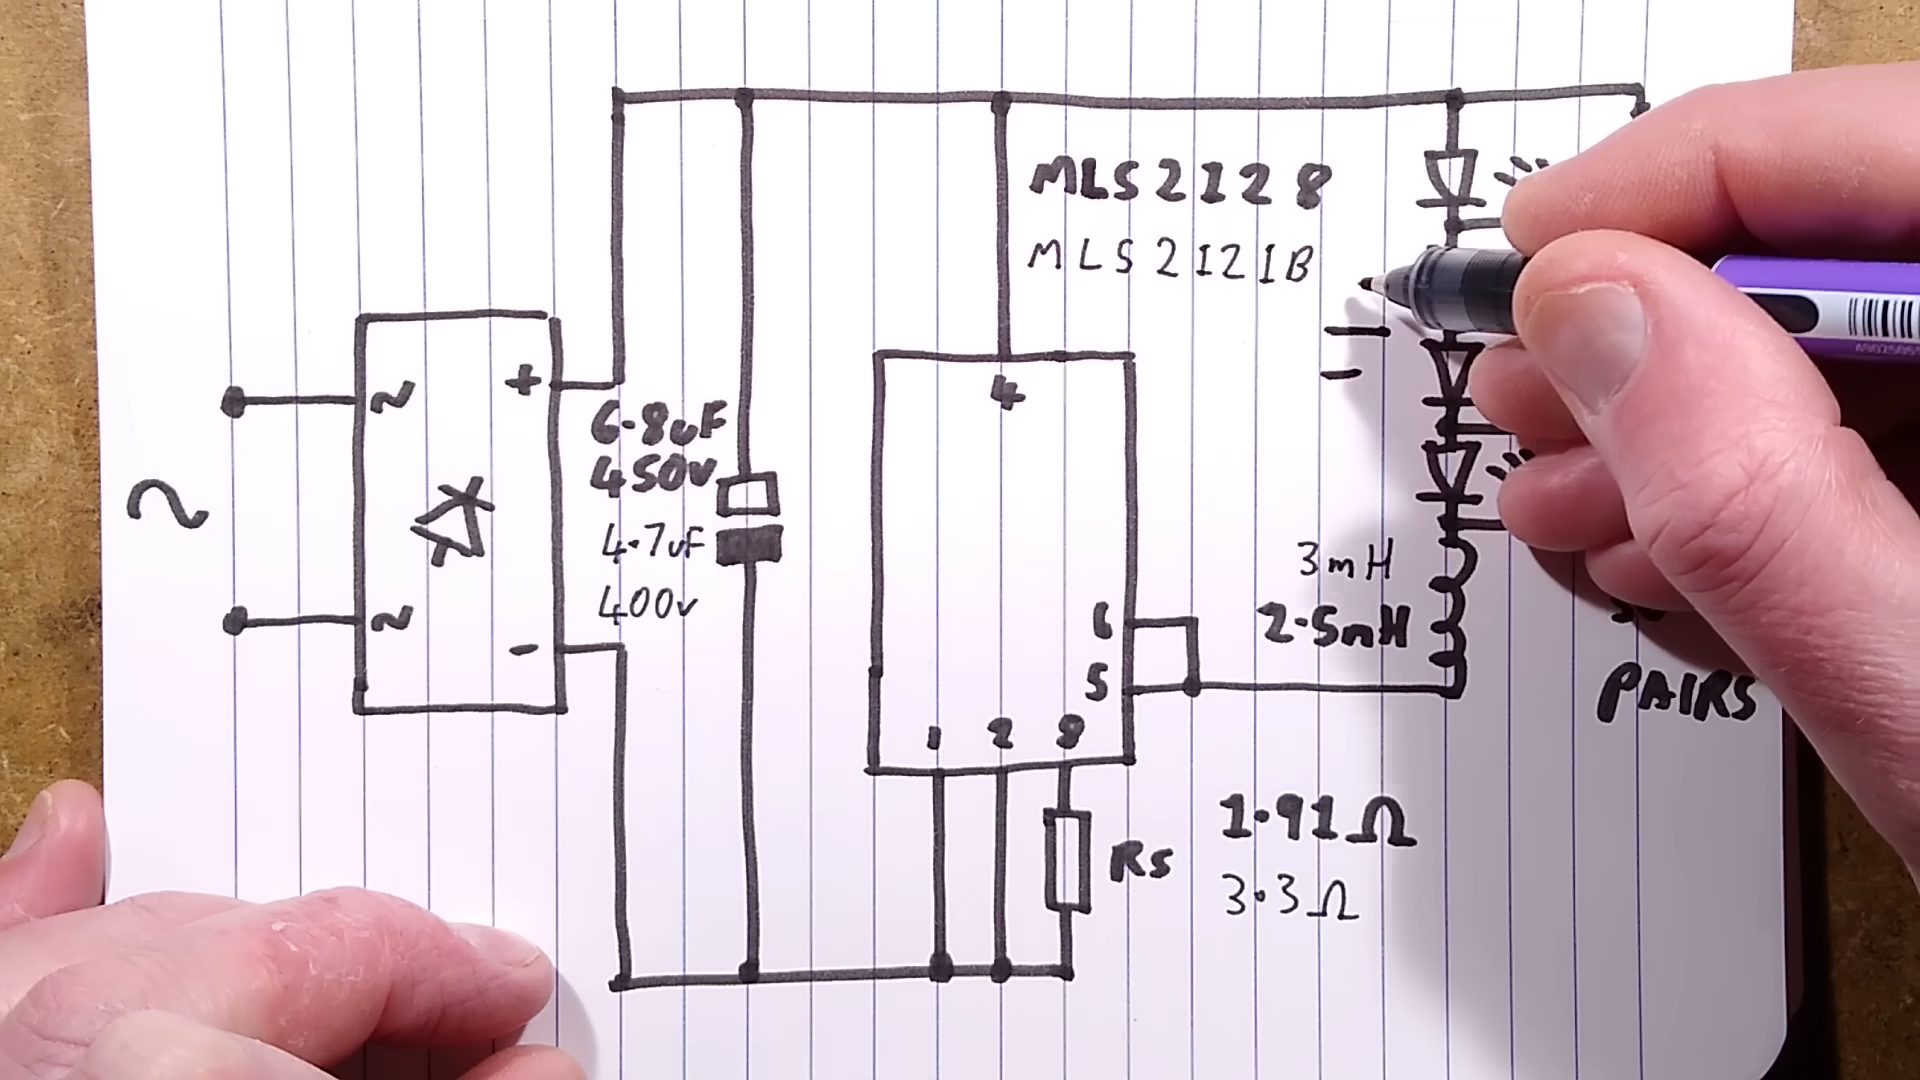 MLS2128
MLS2121B
~
+
4
6.8uF
450v
4.7uF
400v
~
3mH
2.5mH
~
-
6
5
PAIRS
1 2 8
1.91Ω
Rs
3.3Ω